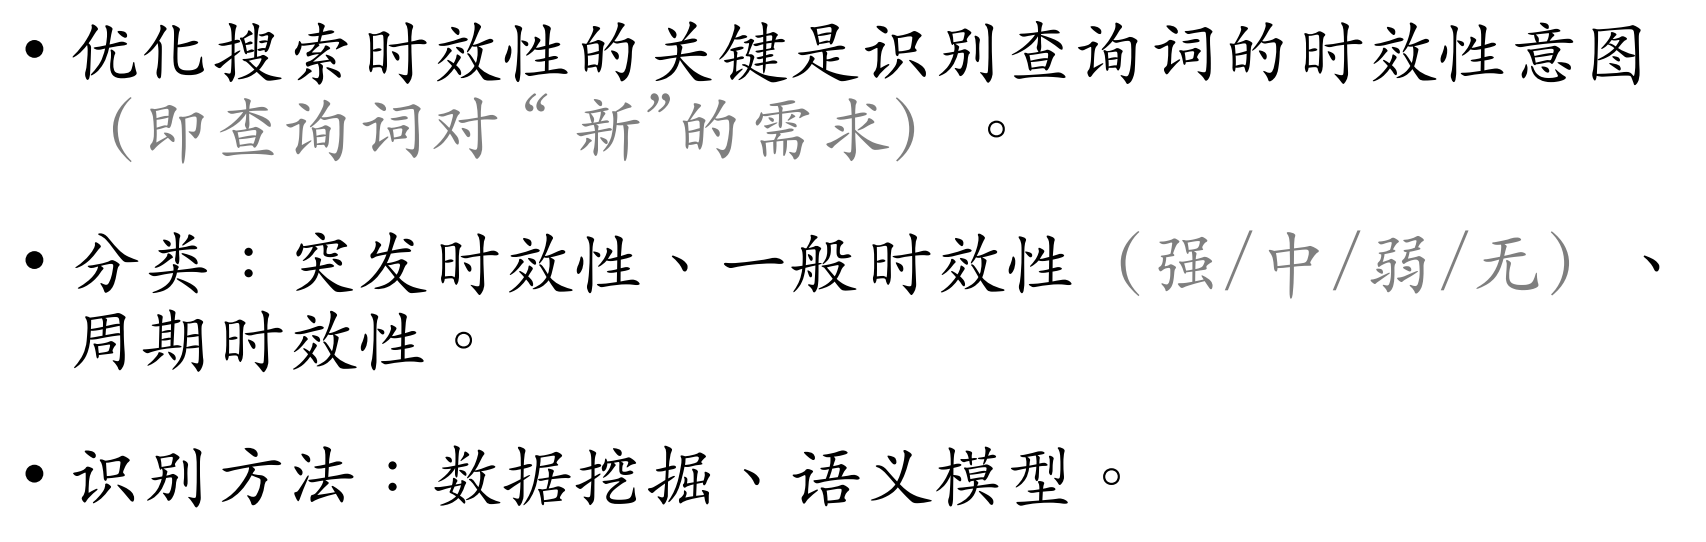 • 优化搜索时效性的关键是识别查询词的时效性意图
（即查询词对“新”的需求）。
• 分类：突发时效性、一般时效性（强/中/弱/无）、
周期时效性。
• 识别方法：数据挖掘、语义模型。